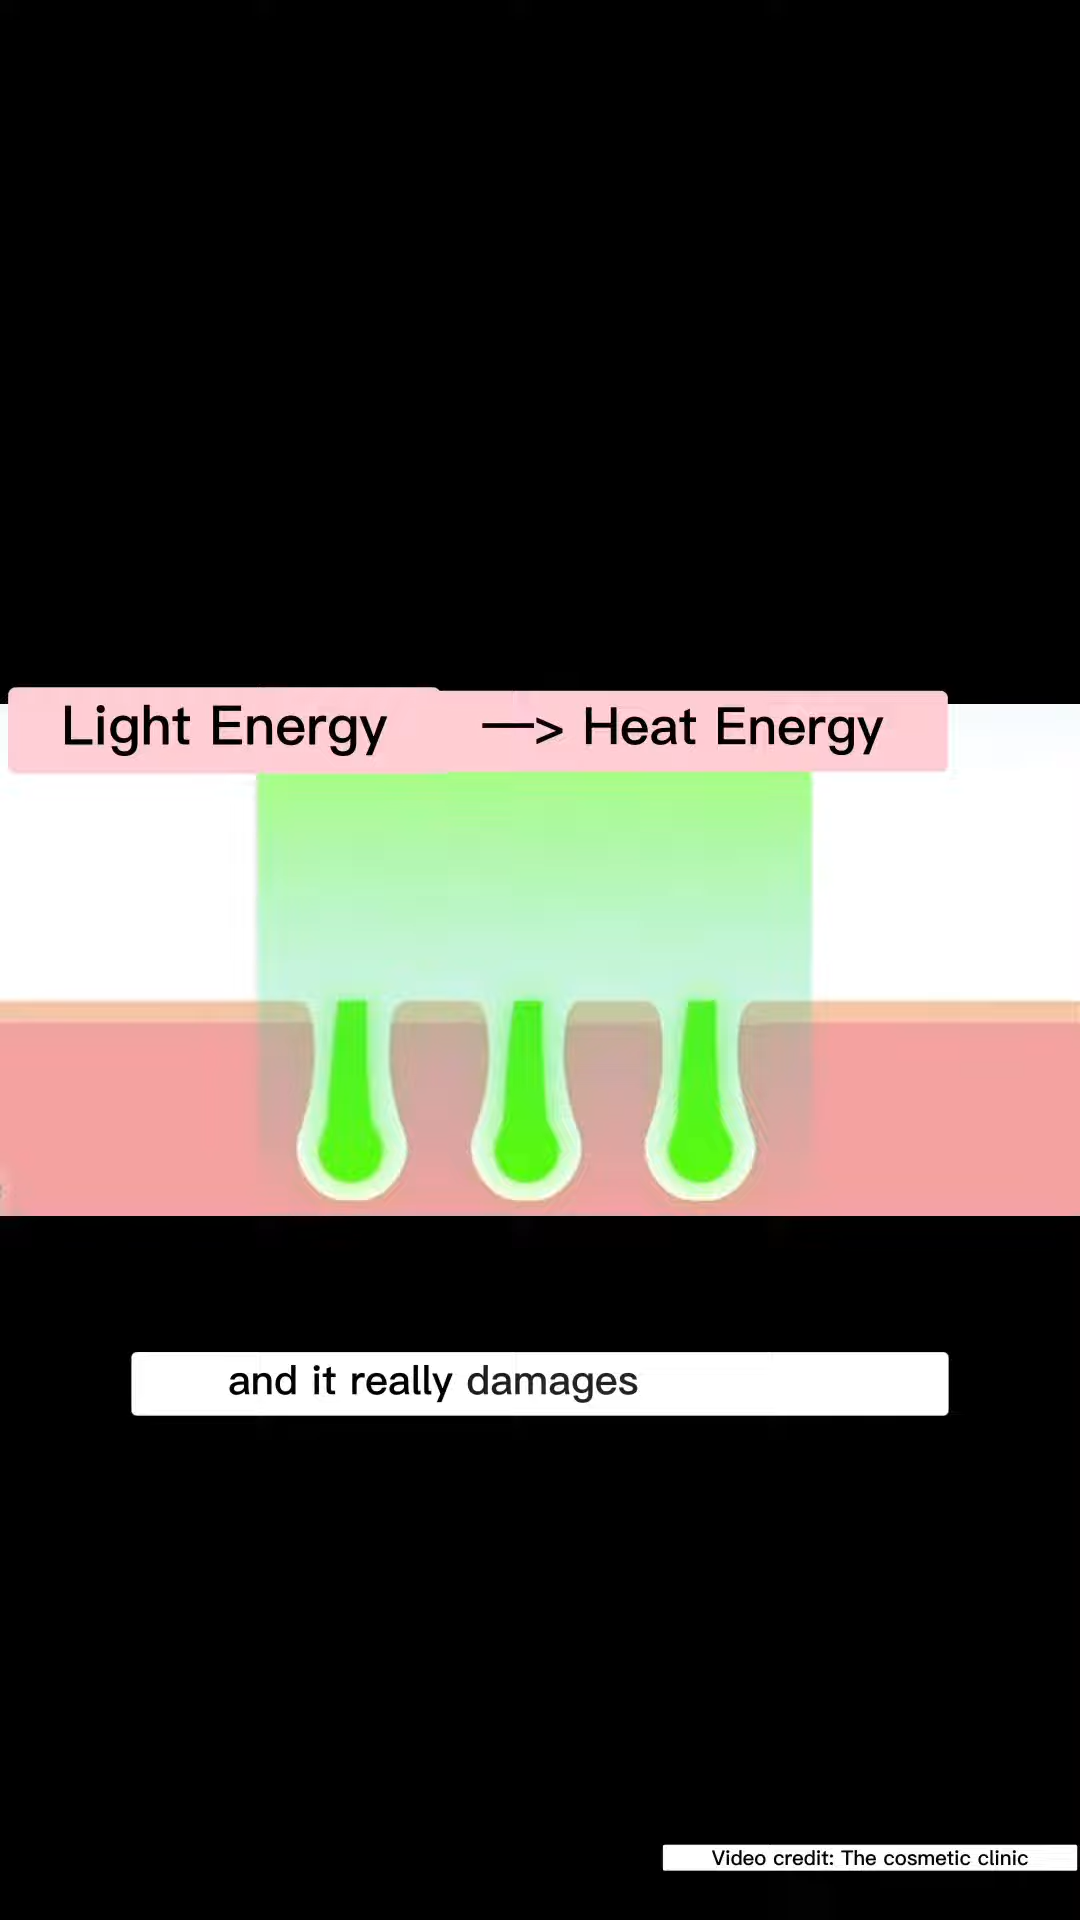 Light Energy —> Heat Energy
and it really damages
Video credit: The cosmetic clinic